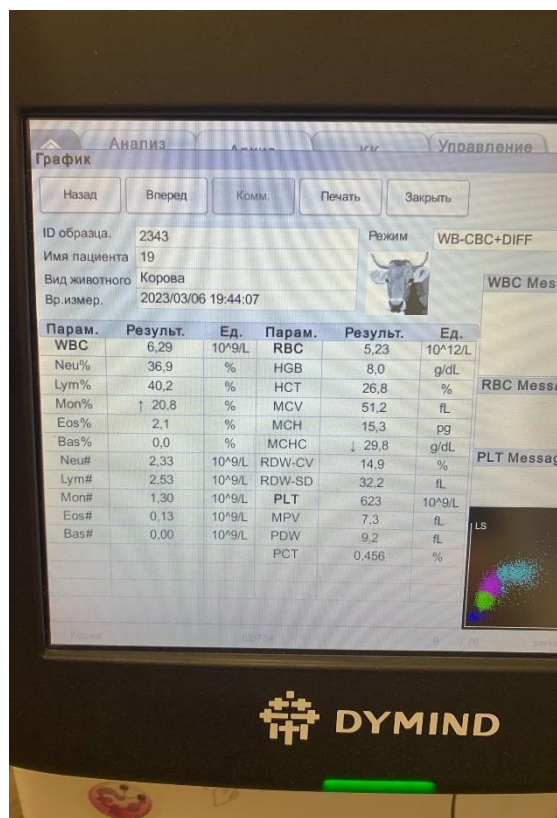 Анализ Управление
График
Назад Вперед Комм. Печать Закрыть
ID образца. 2343 Режим WB-CBC+DIFF
Имя пациента 19
Вид животного Корова WBC Mes
Вр.измер. 2023/03/06 19:44:07
Парам. Результ. Ед. Парам. Результ. Ед.
WBC 6,29 10^9/L RBC 5,23 10^12/L
Neu% 36,9 % HGB 8,0 g/dL
Lym% 40,2 % HCT 26,8 % RBC Messa
Mon% ↑ 20,8 % MCV 51,2 fL
Eos% 2,1 % MCH 15,3 pg
Bas% 0,0 % MCHC ↓ 29,8 g/dL
Neu# 2,33 10^9/L RDW-CV 14,9 % PLT Messag
Lym# 2,53 10^9/L RDW-SD 32,2 fL
Mon# 1,30 10^9/L PLT 623 10^9/L
Eos# 0,13 10^9/L MPV 7,3 fL
Bas# 0,00 10^9/L PDW 9,2 fL
PCT 0,456 %
LS
Кошка
DYMIND